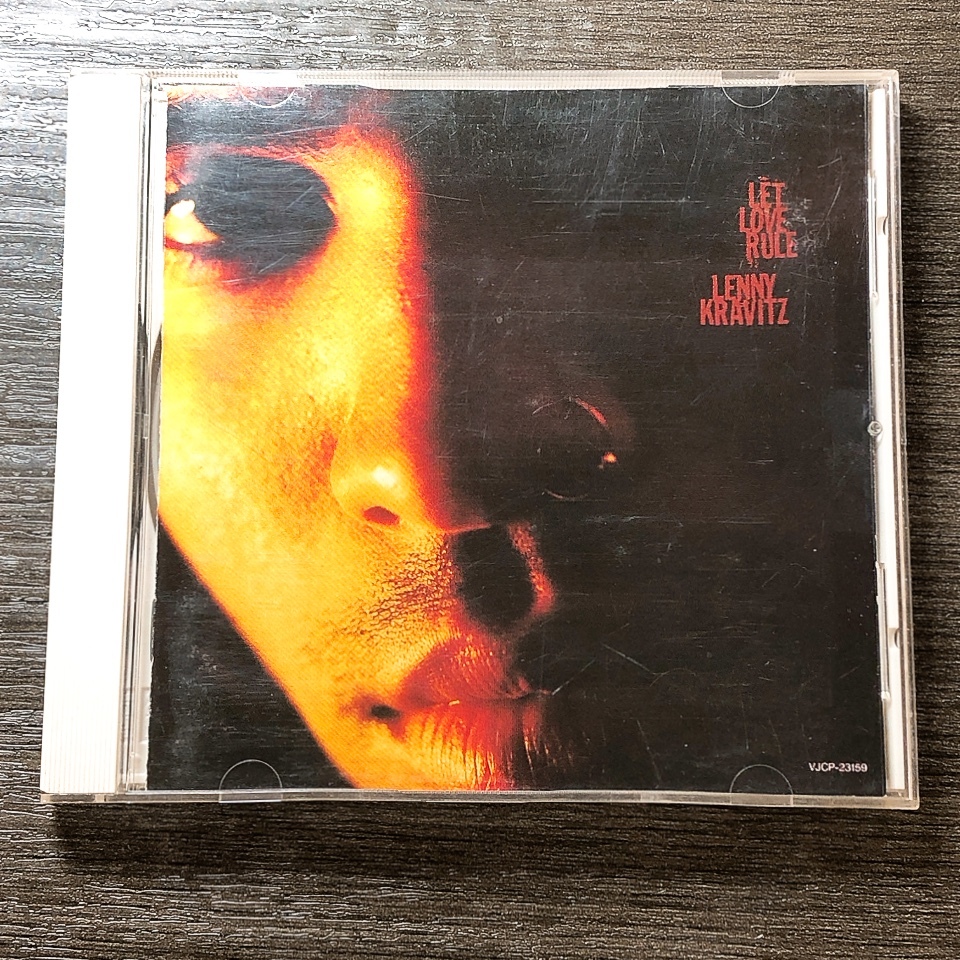 LET
LOVE
RULE
LENNY
KRAVITZ
VJCP-23159